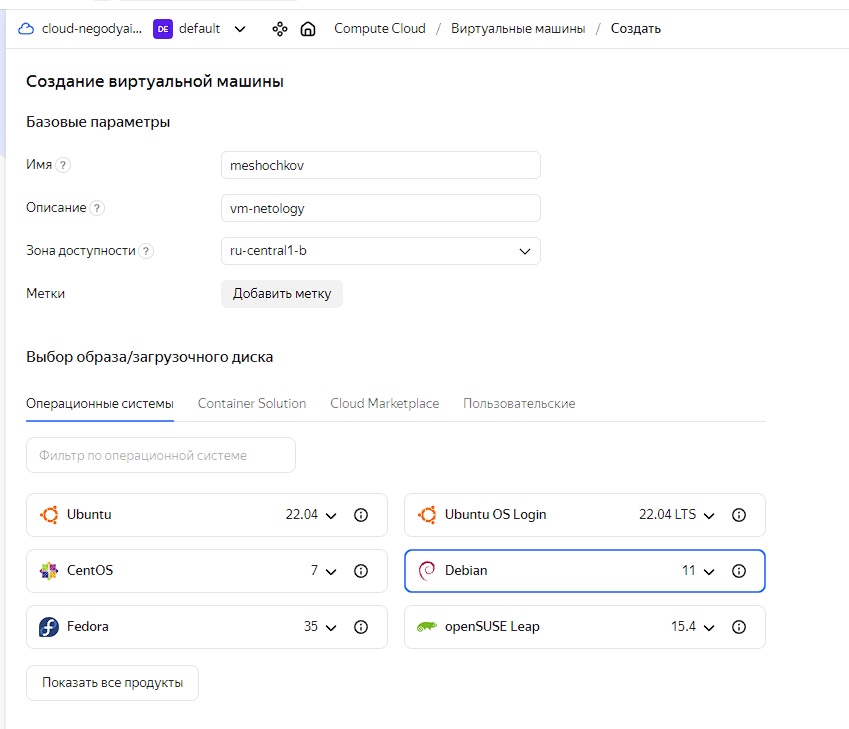 cloud-negodyai... DE default Compute Cloud / Виртуальные машины / Создать
Создание виртуальной машины
Базовые параметры
Имя ? meshochkov
Описание ? vm-netology
Зона доступности ? ru-central1-b
Метки Добавить метку
Выбор образа/загрузочного диска
Операционные системы Container Solution Cloud Marketplace Пользовательские
Фильтр по операционной системе
Ubuntu 22.04 Ubuntu OS Login 22.04 LTS
CentOS 7 Debian 11
Fedora 35 openSUSE Leap 15.4
Показать все продукты